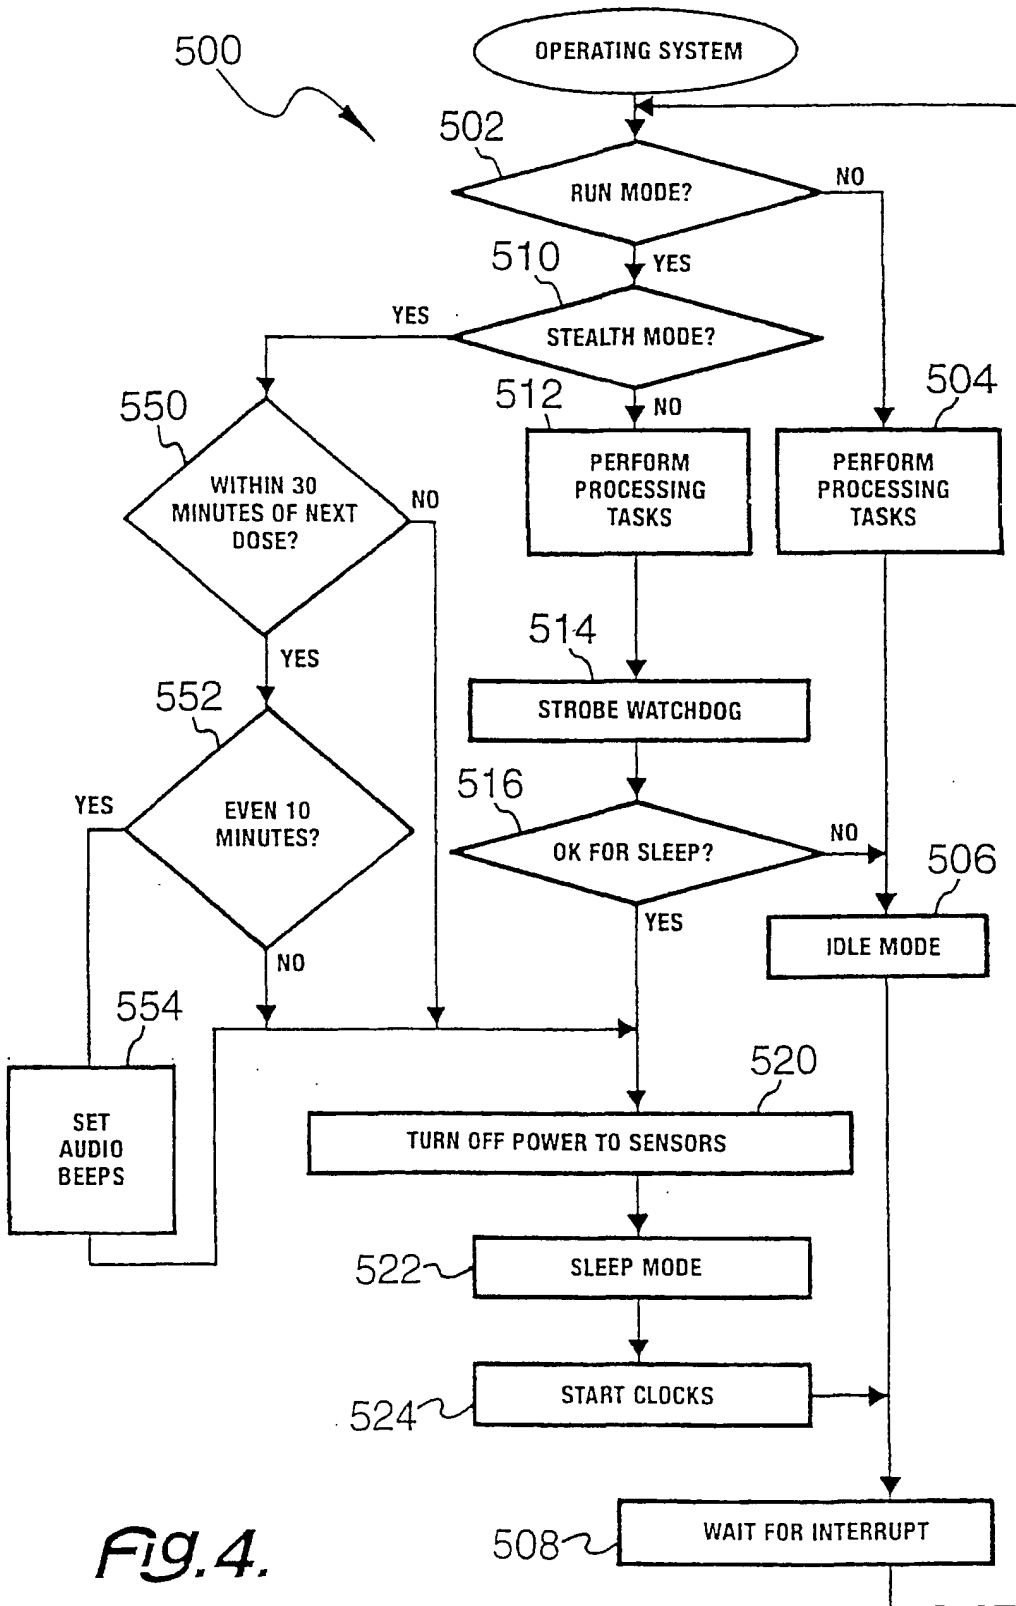 500
OPERATING SYSTEM
502
RUN MODE?
NO
YES
510
STEALTH MODE?
YES
NO
550
WITHIN 30
MINUTES OF NEXT
DOSE?
NO
YES
512
PERFORM
PROCESSING
TASKS
504
PERFORM
PROCESSING
TASKS
514
STROBE WATCHDOG
552
EVEN 10
MINUTES?
YES
NO
516
OK FOR SLEEP?
NO
YES
506
IDLE MODE
554
SET
AUDIO
BEEPS
520
TURN OFF POWER TO SENSORS
522
SLEEP MODE
524
START CLOCKS
508
WAIT FOR INTERRUPT
Fig.4.